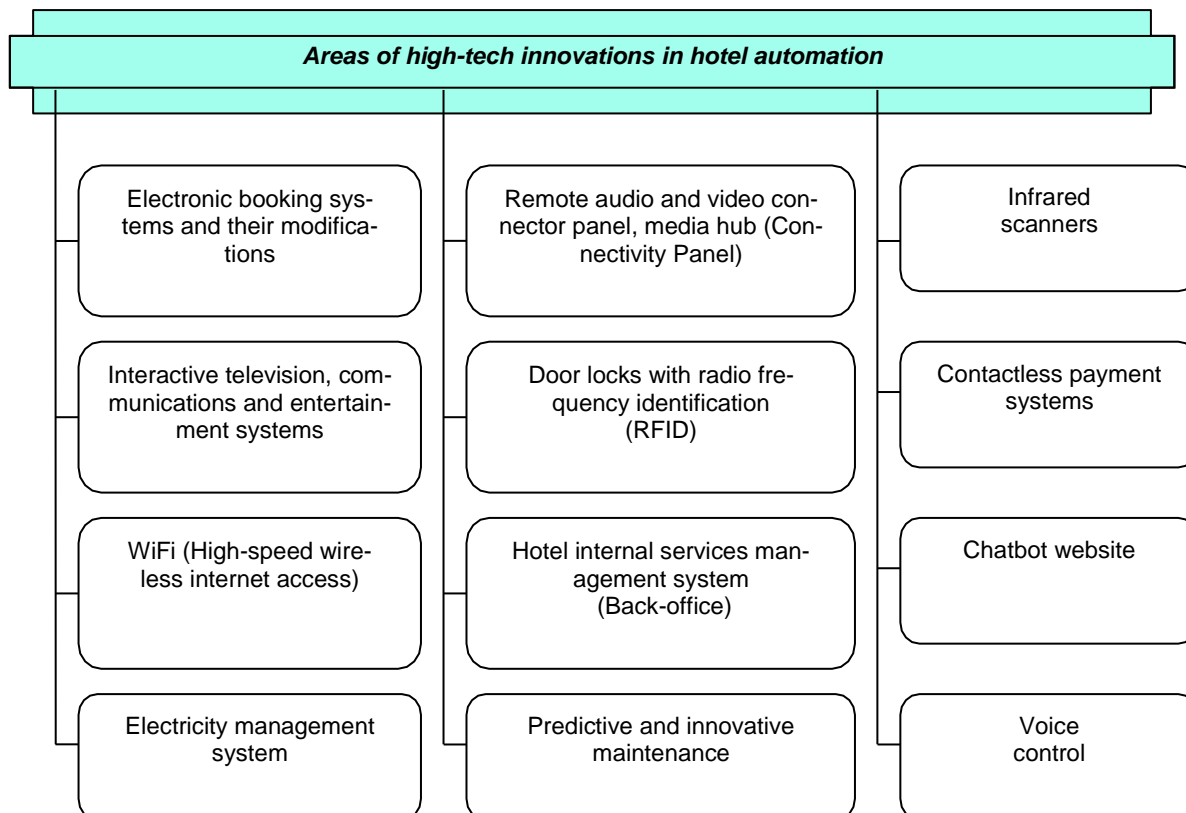 Areas of high-tech innovations in hotel automation
Electronic booking sys-
tems and their modifica-
tions
Interactive television, com-
munications and entertain-
ment systems
WiFi (High-speed wire-
less internet access)
Electricity management
system
Remote audio and video con-
nector panel, media hub (Con-
nectivity Panel)
Door locks with radio fre-
quency identification
(RFID)
Hotel internal services man-
agement system
(Back-office)
Predictive and innovative
maintenance
Infrared
scanners
Contactless payment
systems
Chatbot website
Voice
control